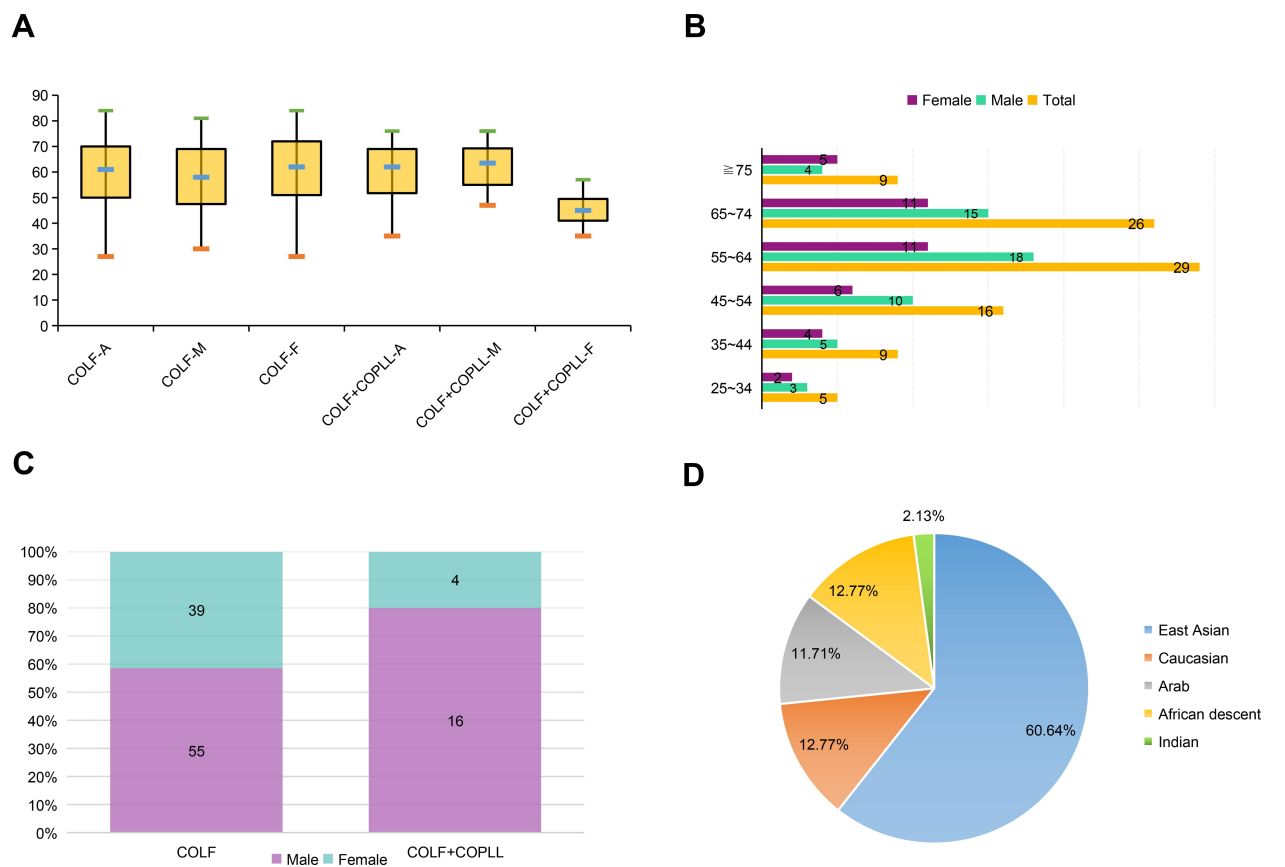 A
90
80
70
60
50
40
30
20
10
0
COLF-A
COLF-M
COLF-F
COLF+COPLL-A
COLF+COPLL-M
COLF+COPLL-F
B
Female Male Total
≧ 75
5
4
9
65~74
11
15
26
55~64
11
18
29
45~54
6
10
16
35~44
4
5
9
25~34
2
3
5
C
100%
90%
80%
70%
60%
50%
40%
30%
20%
10%
0%
39
4
55
16
COLF
COLF+COPLL
Male Female
D
2.13%
12.77%
11.71%
12.77%
60.64%
East Asian
Caucasian
Arab
African descent
Indian